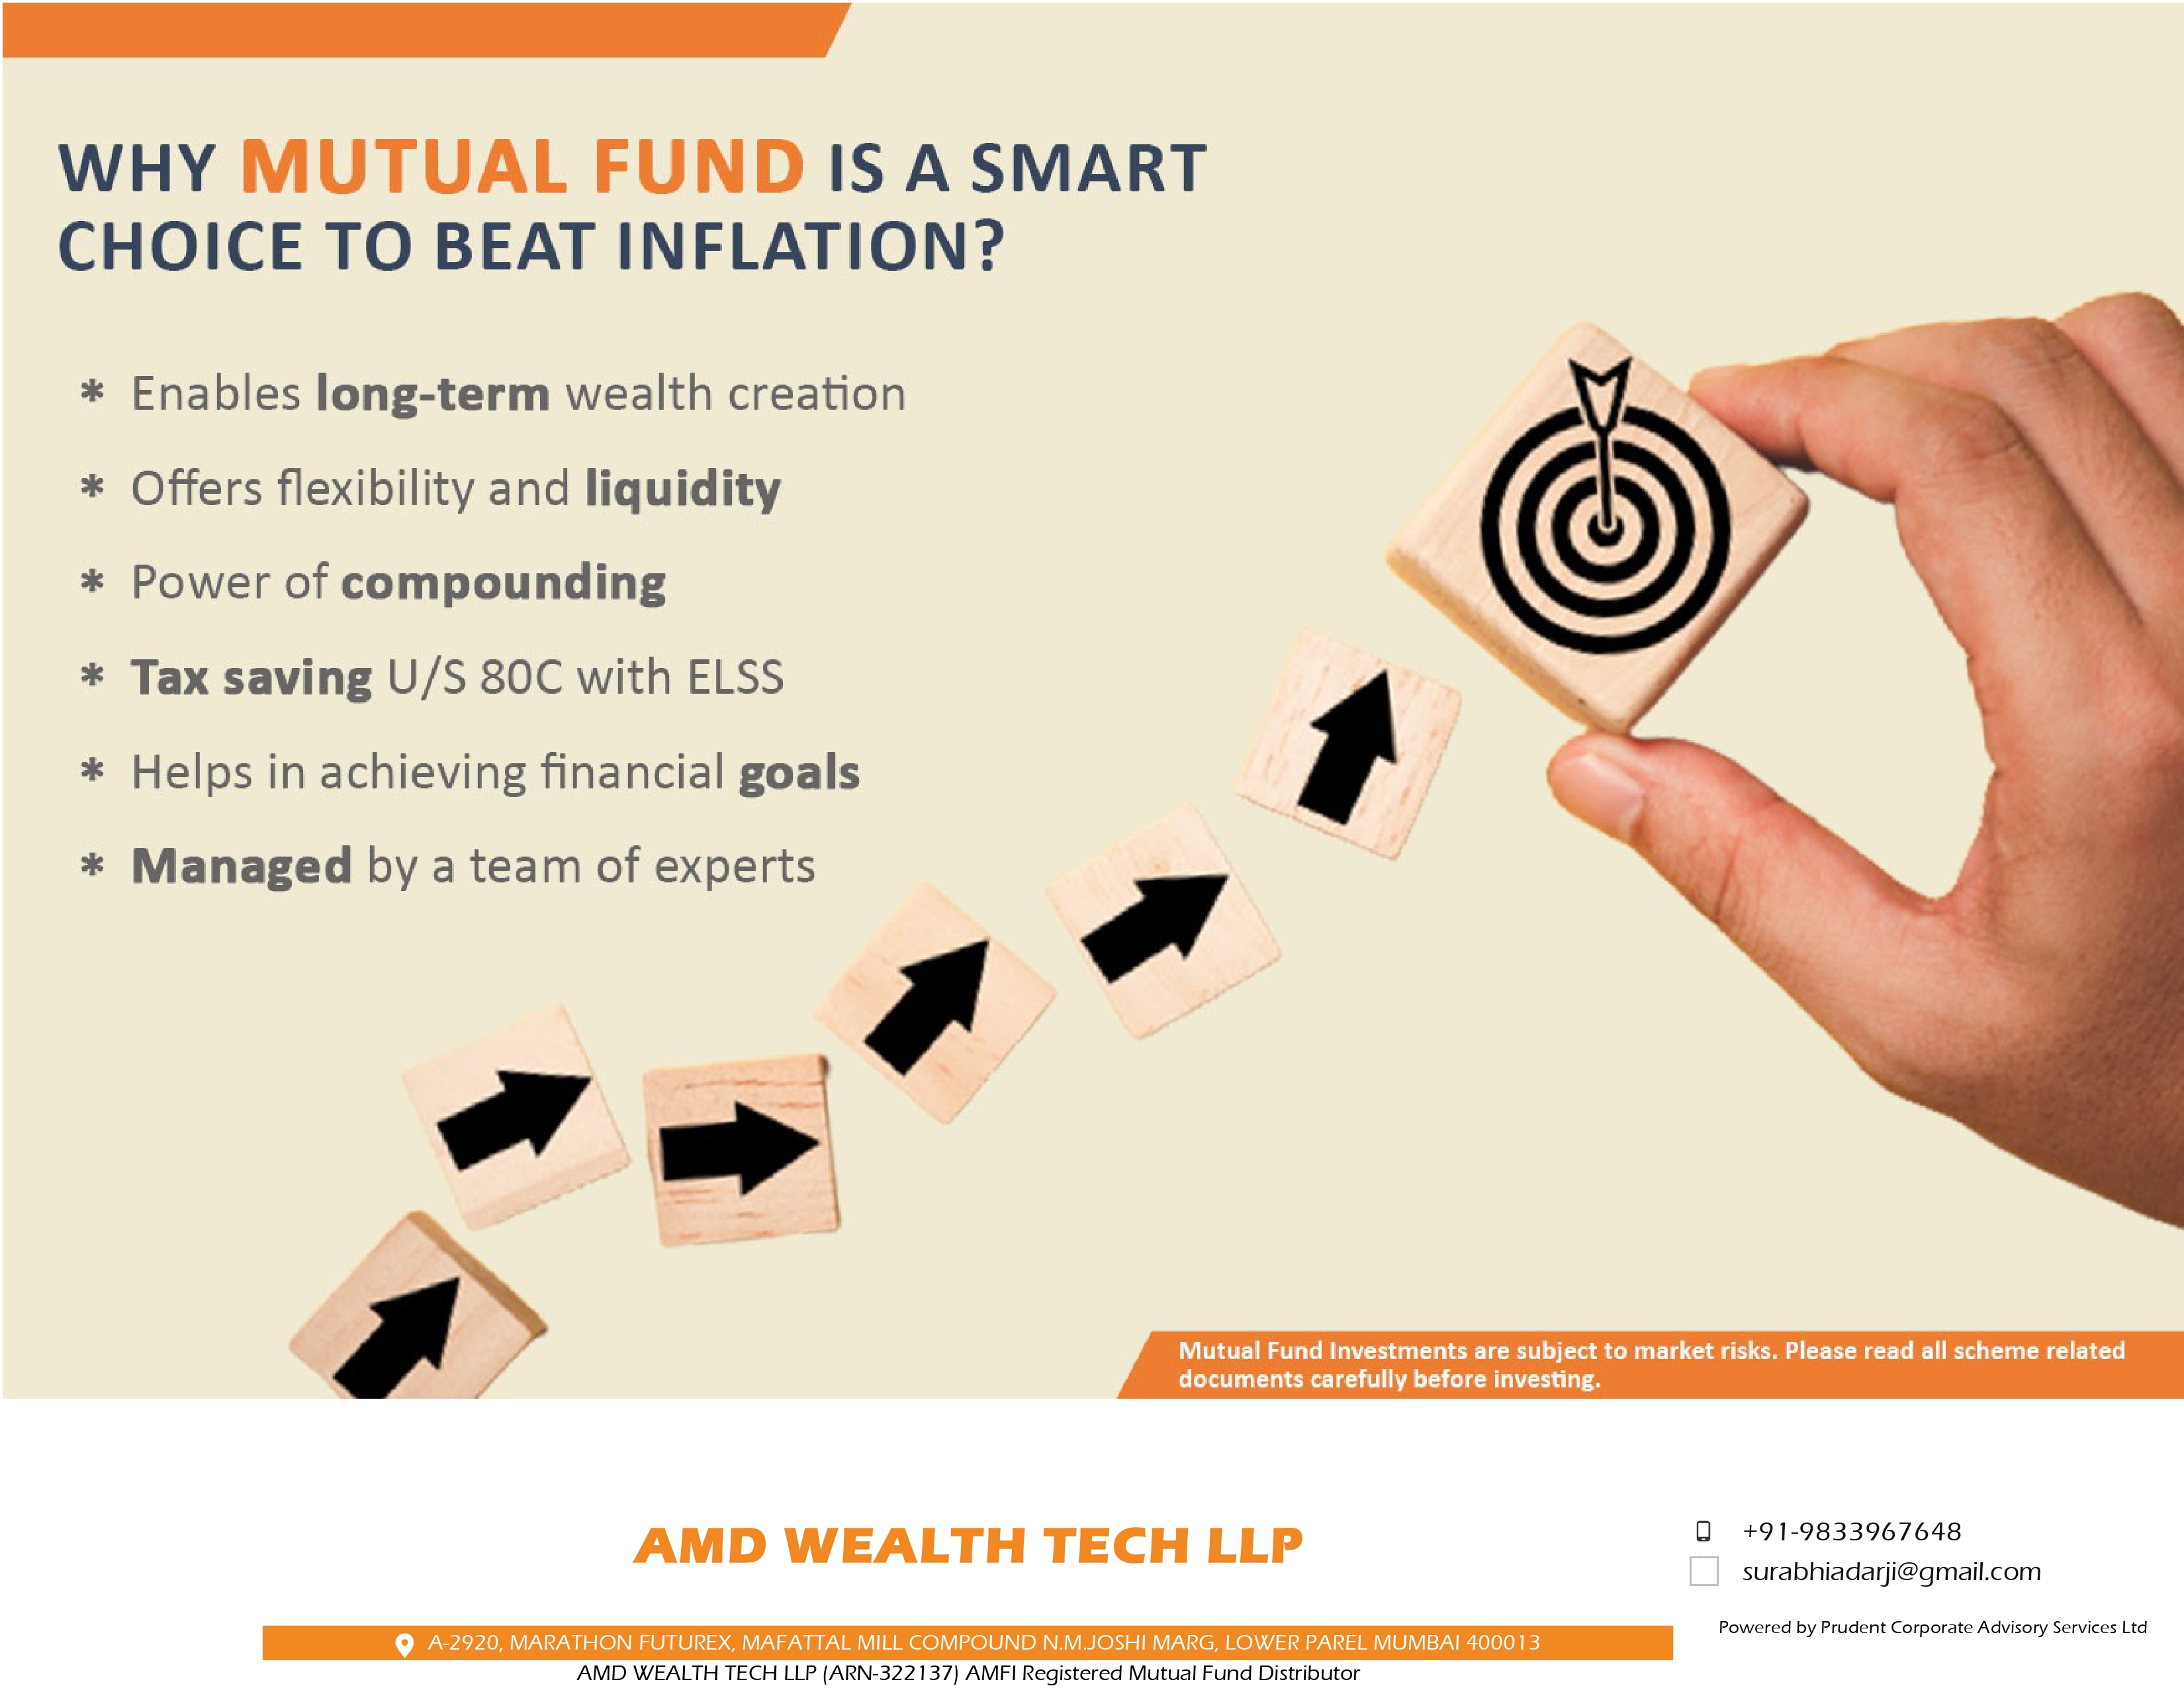 WHY MUTUAL FUND IS A SMART
CHOICE TO BEAT INFLATION?
* Enables long-term wealth creation
* Offers flexibility and liquidity
* Power of compounding
* Tax saving U/S 80C with ELSS
* Helps in achieving financial goals
* Managed by a team of experts
Mutual Fund Investments are subject to market risks. Please read all scheme related
documents carefully before investing.
AMD WEALTH TECH LLP
+91-9833967648
surabhiadarji@gmail.com
Powered by Prudent Corporate Advisory Services Ltd
A-2920, MARATHON FUTUREX, MAFATTAL MILL COMPOUND N.M.JOSHI MARG, LOWER PAREL MUMBAI 400013
AMD WEALTH TECH LLP (ARN-322137) AMFI Registered Mutual Fund Distributor